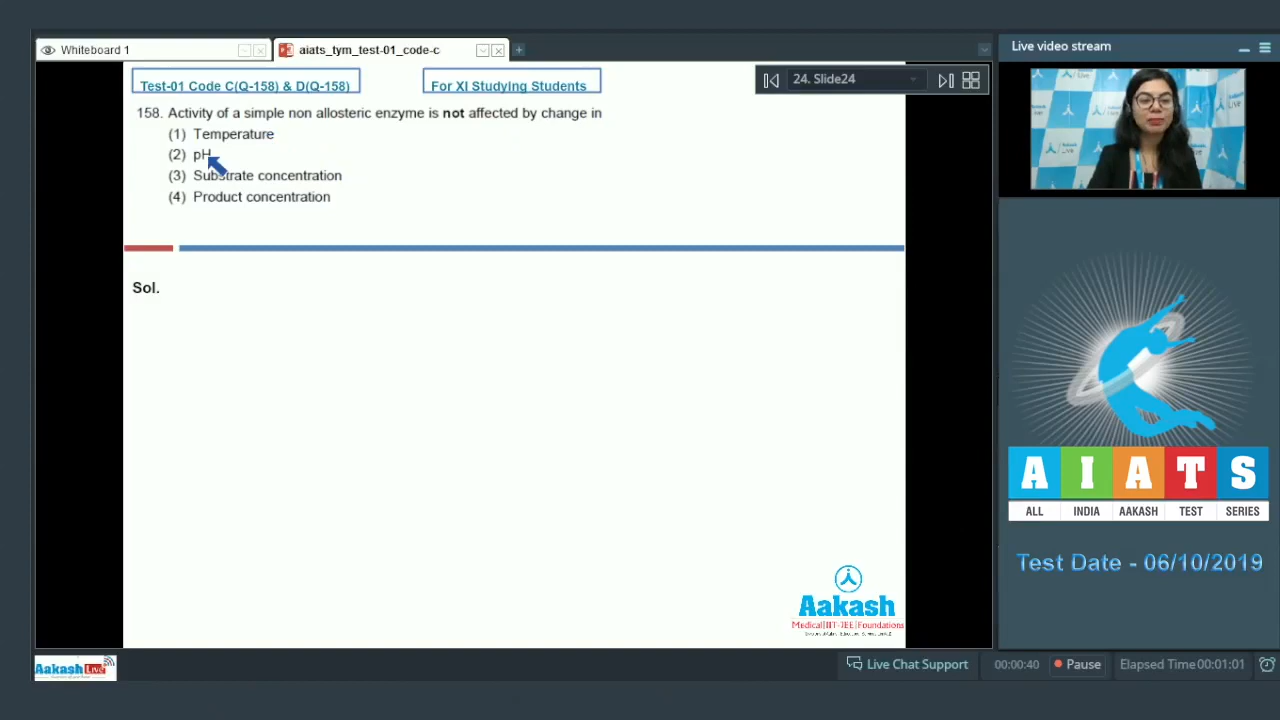 Whiteboard 1
aiats_tym_test-01_code-c
Live video stream
Test-01 Code C(Q-158) & D(Q-158)
For XI Studying Students
24. Slide24
158. Activity of a simple non allosteric enzyme is not affected by change in
(1) Temperature
(2) pH
(3) Substrate concentration
(4) Product concentration
Sol.
A I A T S
ALL INDIA AAKASH TEST SERIES
Test Date - 06/10/2019
Aakash
Medical|IIT-JEE|Foundations
Aakash Live
Live Chat Support
00:00:40
Pause
Elapsed Time 00:01:01